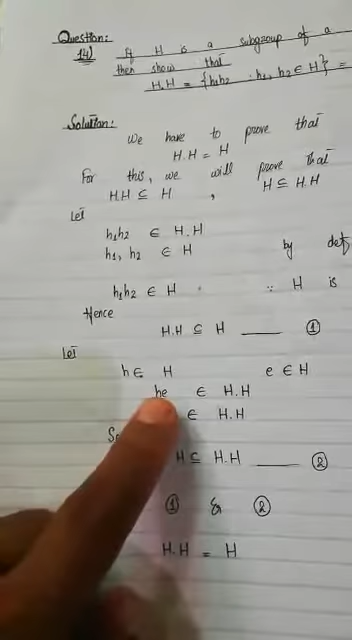 Question:
14) If H is a subgroup of a
then show that
H.H = {h₁h₂ : h₁, h₂ ∈ H} =
Solution:
We have to prove that
H.H = H
For this, we will prove that
H.H ⊆ H , H ⊆ H.H
Let
h₁h₂ ∈ H.H
h₁, h₂ ∈ H by def
h₁h₂ ∈ H . ∵ H is
Hence
H.H ⊆ H ___ ①
Let
h ∈ H e ∈ H
he ∈ H.H
∈ H.H
H ⊆ H.H ___ ②
① & ②
H.H = H